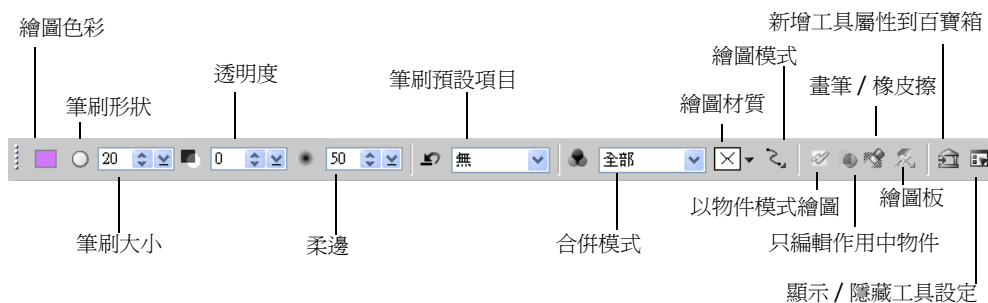 新增工具屬性到百寶箱
繪圖色彩
繪圖模式
透明度
筆刷預設項目
畫筆 / 橡皮擦
筆刷形狀
繪圖材質
20
0
50
無
全部
以物件模式繪圖
繪圖板
筆刷大小
柔邊
合併模式
只編輯作用中物件
顯示 / 隱藏工具設定